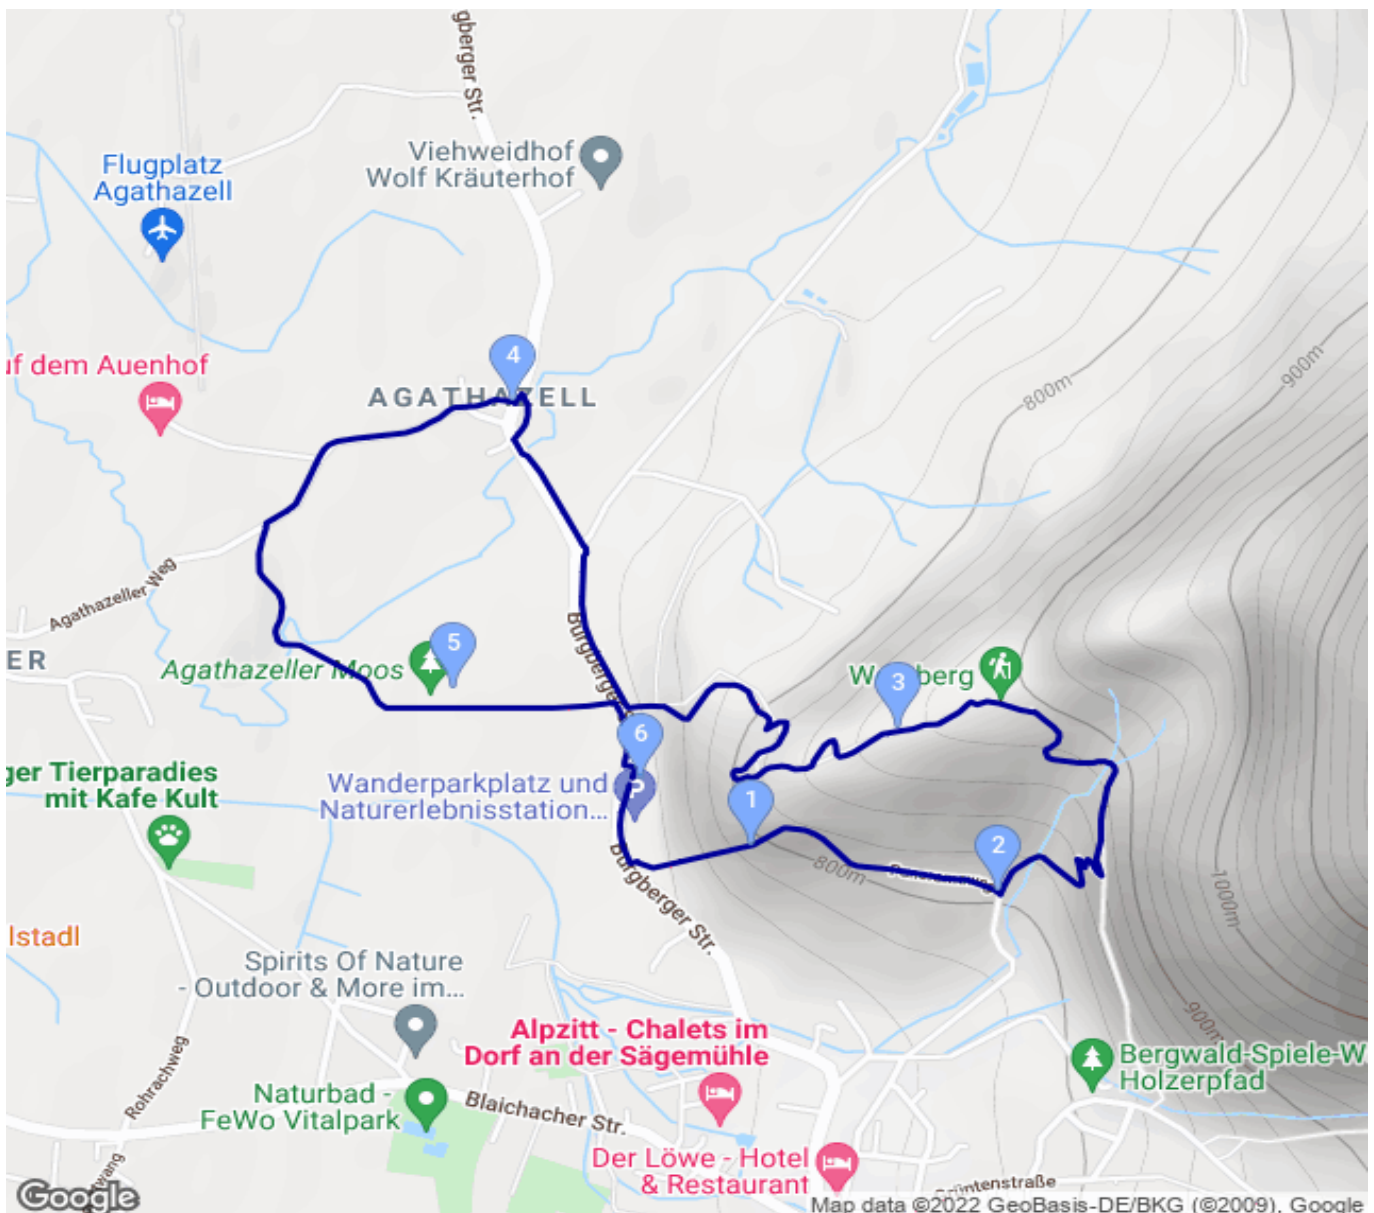 gberger Str.
Viehweidhof
Wolf Kräuterhof
Flugplatz
Agathazell
uf dem Auenhof
4
AGATHAZELL
800m
900m
Agathazeller Weg
ER
Agathazeller Moos
5
Burgberger
3
6
ger Tierparadies
mit Kafe Kult
Wanderparkplatz und
Naturerlebnisstation...
1
2
800m
1000m
Burgberger Str.
lstadl
Spirits Of Nature
- Outdoor & More im...
900m
Alpzitt - Chalets im
Dorf an der Sägemühle
Bergwald-Spiele-W
Holzerpfad
Rohrachweg
Naturbad -
FeWo Vitalpark
Blaichacher Str.
Der Löwe - Hotel
& Restaurant
Google
Map data ©2022 GeoBasis-DE/BKG (©2009), Google